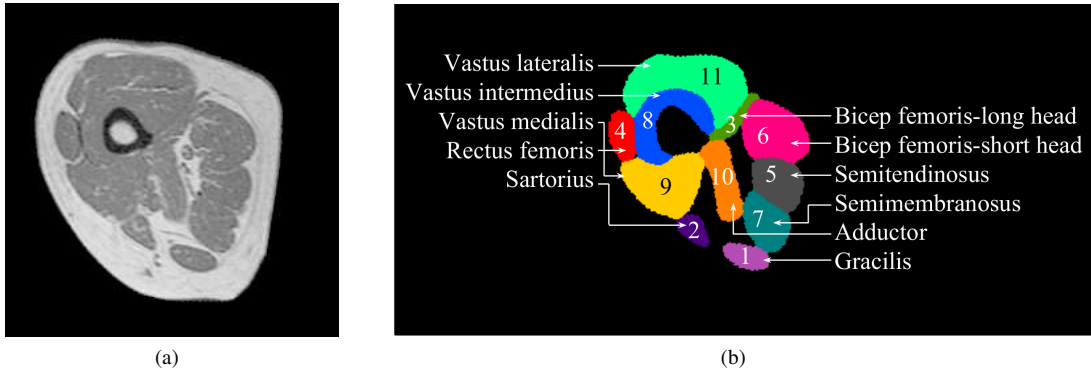 Vastus lateralis
Vastus intermedius
Vastus medialis
Rectus femoris
Sartorius
11
8
4
3
6
9
10
5
2
7
1
Bicep femoris-long head
Bicep femoris-short head
Semitendinosus
Semimembranosus
Adductor
Gracilis
(a)
(b)